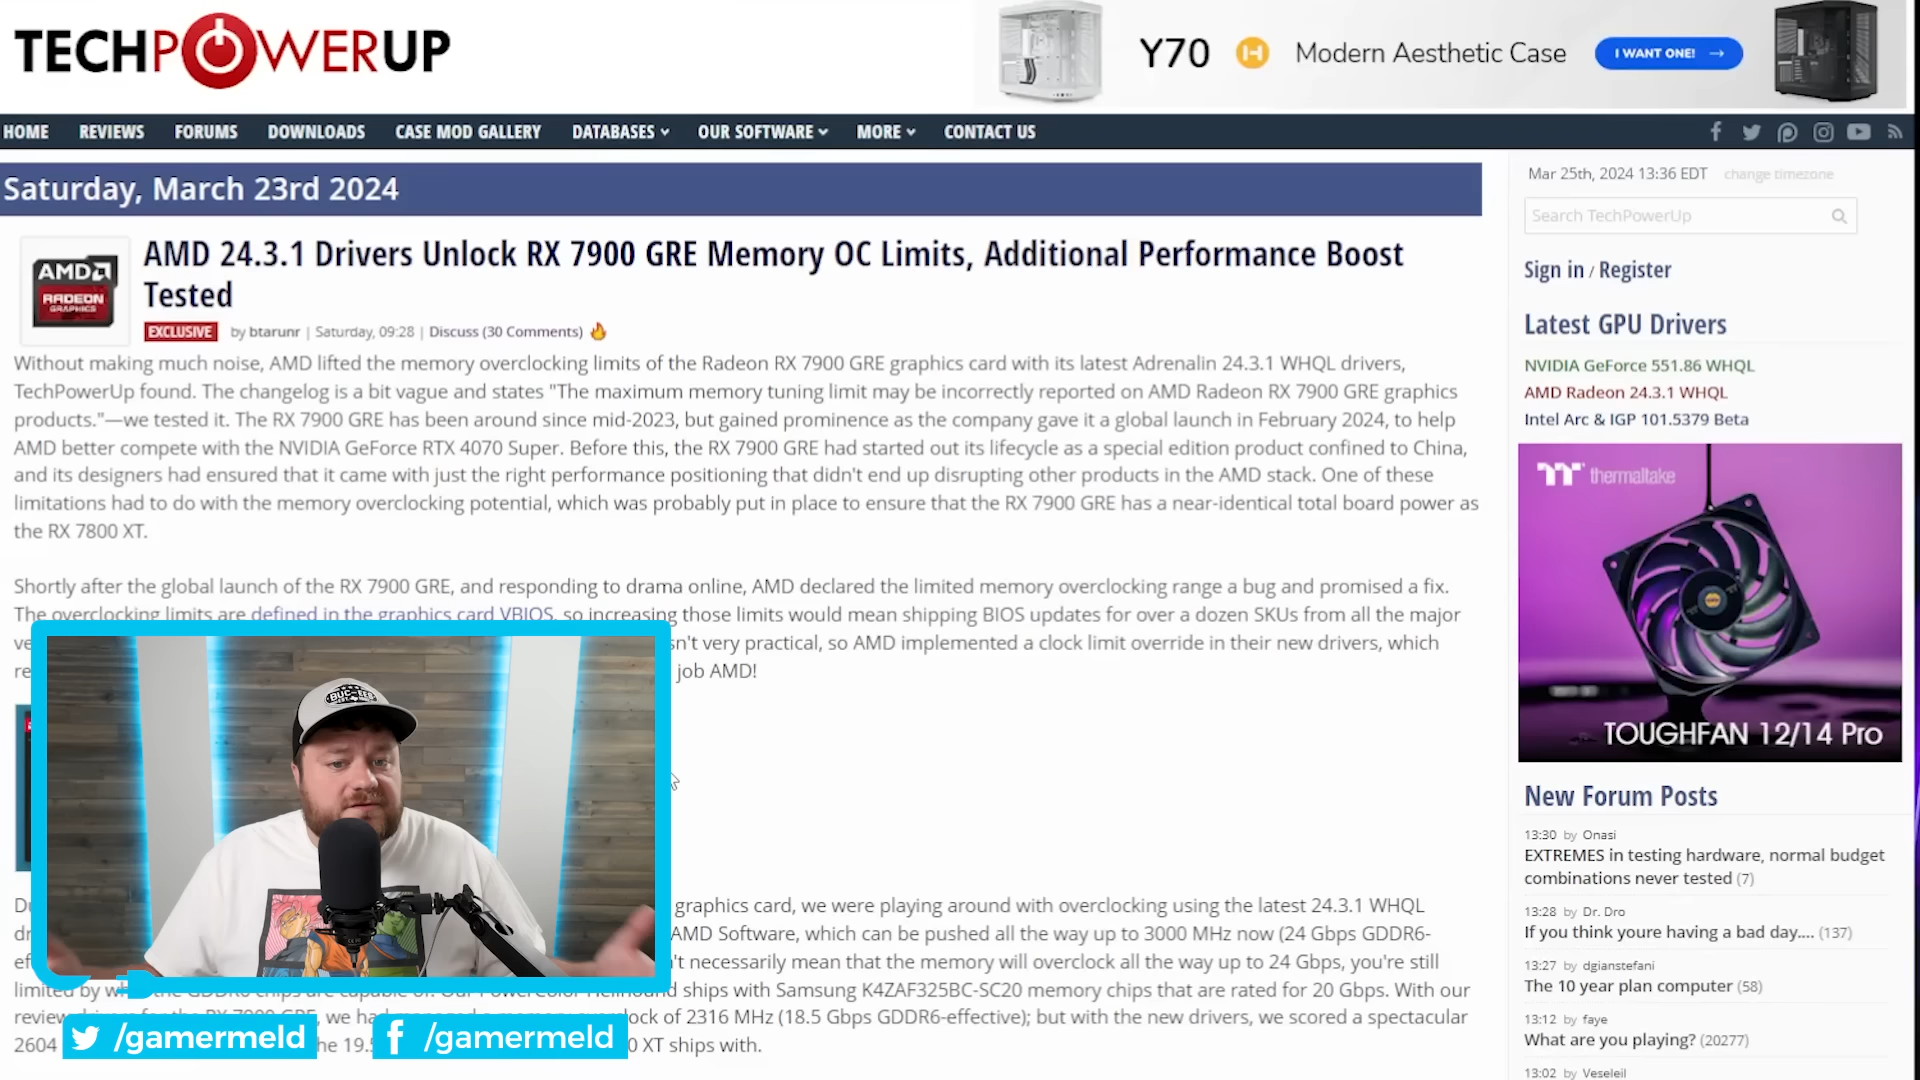 TECHPOWERUP
Y70 Modern Aesthetic Case I WANT ONE! →
HOME REVIEWS FORUMS DOWNLOADS CASE MOD GALLERY DATABASES OUR SOFTWARE MORE CONTACT US
Saturday, March 23rd 2024
AMD 24.3.1 Drivers Unlock RX 7900 GRE Memory OC Limits, Additional Performance Boost
Tested
AMD
RADEON
GRAPHICS
EXCLUSIVE by btarunr | Saturday, 09:28 | Discuss (30 Comments)
Without making much noise, AMD lifted the memory overclocking limits of the Radeon RX 7900 GRE graphics card with its latest Adrenalin 24.3.1 WHQL drivers,
TechPowerUp found. The changelog is a bit vague and states "The maximum memory tuning limit may be incorrectly reported on AMD Radeon RX 7900 GRE graphics
products."—we tested it. The RX 7900 GRE has been around since mid-2023, but gained prominence as the company gave it a global launch in February 2024, to help
AMD better compete with the NVIDIA GeForce RTX 4070 Super. Before this, the RX 7900 GRE had started out its lifecycle as a special edition product confined to China,
and its designers had ensured that it came with just the right performance positioning that didn't end up disrupting other products in the AMD stack. One of these
limitations had to do with the memory overclocking potential, which was probably put in place to ensure that the RX 7900 GRE has a near-identical total board power as
the RX 7800 XT.
Shortly after the global launch of the RX 7900 GRE, and responding to drama online, AMD declared the limited memory overclocking range a bug and promised a fix.
The overclocking limits are defined in the graphics card VBIOS, so increasing those limits would mean shipping BIOS updates for over a dozen SKUs from all the major
very practical, so AMD implemented a clock limit override in their new drivers, which
job AMD!
graphics card, we were playing around with overclocking using the latest 24.3.1 WHQL
AMD Software, which can be pushed all the way up to 3000 MHz now (24 Gbps GDDR6-
necessarily mean that the memory will overclock all the way up to 24 Gbps, you're still
limited by ships with Samsung K4ZAF325BC-SC20 memory chips that are rated for 20 Gbps. With our
review we of 2316 MHz (18.5 Gbps GDDR6-effective); but with the new drivers, we scored a spectacular
2604 XT ships with.
BUC-EES
/gamermeld
/gamermeld
Mar 25th, 2024 13:36 EDT change timezone
Search TechPowerUp
Sign in / Register
Latest GPU Drivers
NVIDIA GeForce 551.86 WHQL
AMD Radeon 24.3.1 WHQL
Intel Arc & IGP 101.5379 Beta
thermaltake
TOUGHFAN 12/14 Pro
New Forum Posts
13:30 by Onasi
EXTREMES in testing hardware, normal budget
combinations never tested (7)
13:28 by Dr. Dro
If you think youre having a bad day.... (137)
13:27 by dgianstefani
The 10 year plan computer (58)
13:12 by faye
What are you playing? (20277)
13:02 by Veseleil